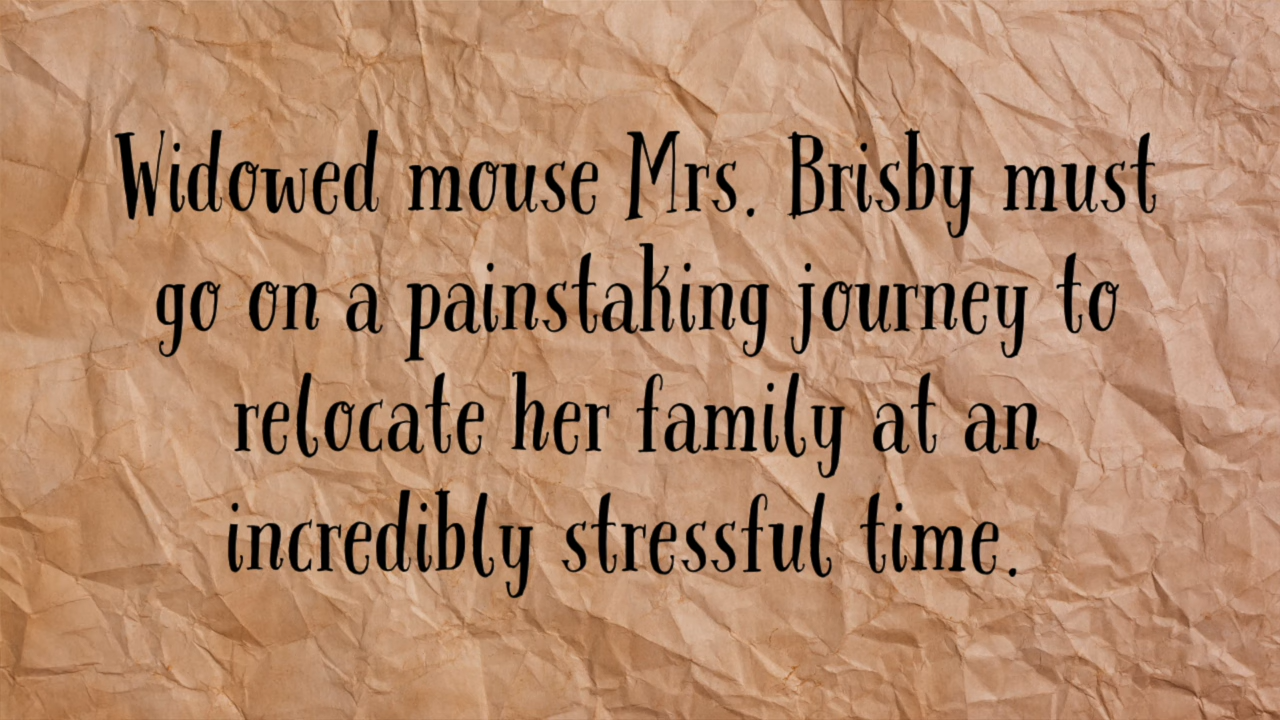 Widowed mouse Mrs. Brisby must
go on a painstaking journey to
relocate her family at an
incredibly stressful time.